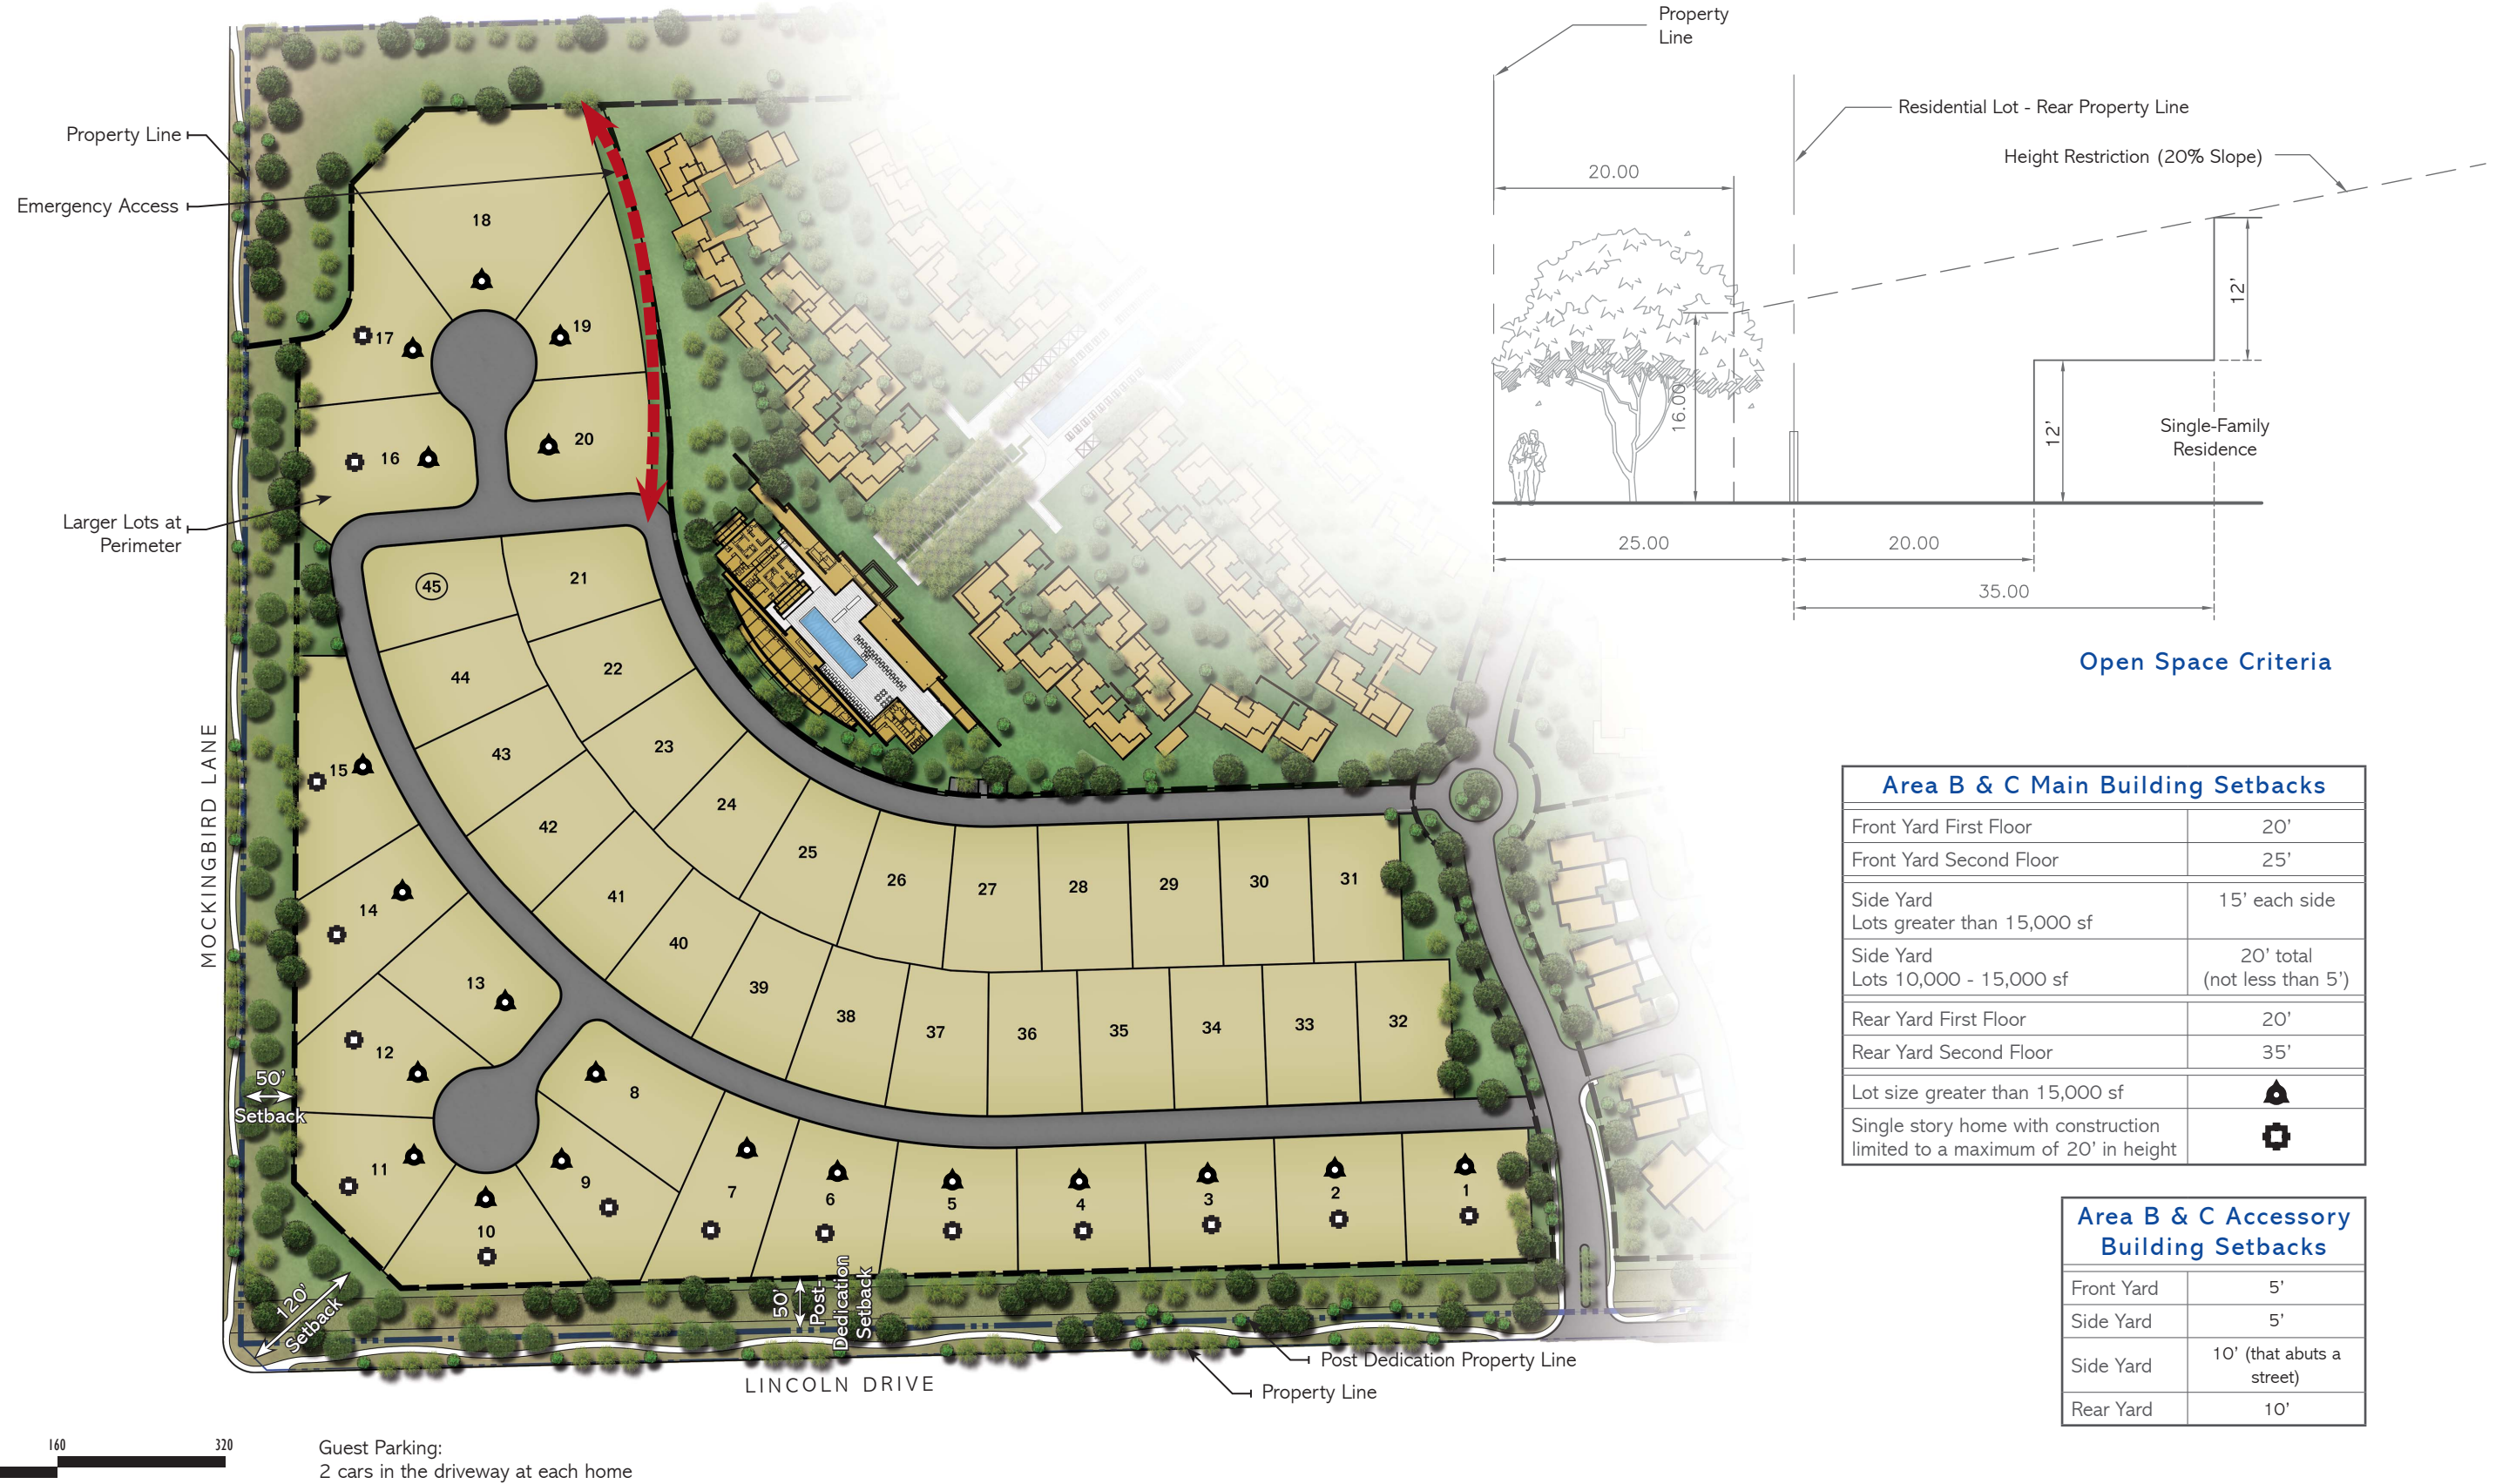 Property
Line
Residential Lot - Rear Property Line
Height Restriction (20% Slope)
20.00
12'
16.00
12'
Single-Family
Residence
25.00
20.00
35.00
Open Space Criteria
Property Line
Emergency Access
Larger Lots at
Perimeter
MOCKINGBIRD LANE
18
17
19
16
20
45
21
44
22
43
23
15
42
24
14
41
25
26
27
28
29
30
31
13
40
39
38
37
36
35
34
33
32
12
8
11
9
10
7
6
5
4
3
2
1
50'
Setback
120'
Setback
50'
Post-
Dedication
Setback
Post Dedication Property Line
Property Line
LINCOLN DRIVE
160
320
Guest Parking:
2 cars in the driveway at each home
Area B & C Main Building Setbacks
Front Yard First Floor 20'
Front Yard Second Floor 25'
Side Yard 15' each side
Lots greater than 15,000 sf
Side Yard 20' total
Lots 10,000 - 15,000 sf (not less than 5')
Rear Yard First Floor 20'
Rear Yard Second Floor 35'
Lot size greater than 15,000 sf
Single story home with construction
limited to a maximum of 20' in height
Area B & C Accessory
Building Setbacks
Front Yard 5'
Side Yard 5'
Side Yard 10' (that abuts a
street)
Rear Yard 10'